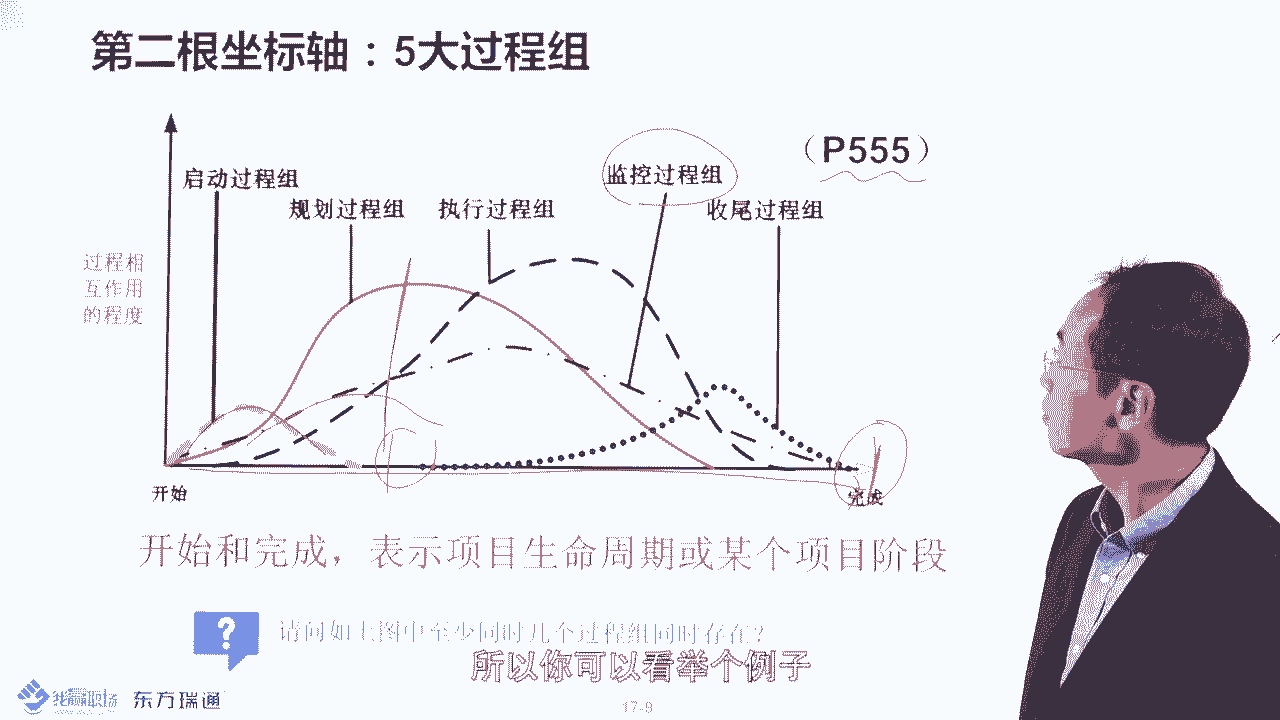 第二根坐标轴：5大过程组
（P555）
启动过程组
规划过程组
执行过程组
监控过程组
收尾过程组
过程相
互作用
的程度
开始
完成
开始和完成，表示项目生命周期或某个项目阶段
请问如上图中至少同时几个过程组同时存在？
所以你可以看举个例子
东方瑞通
17-9